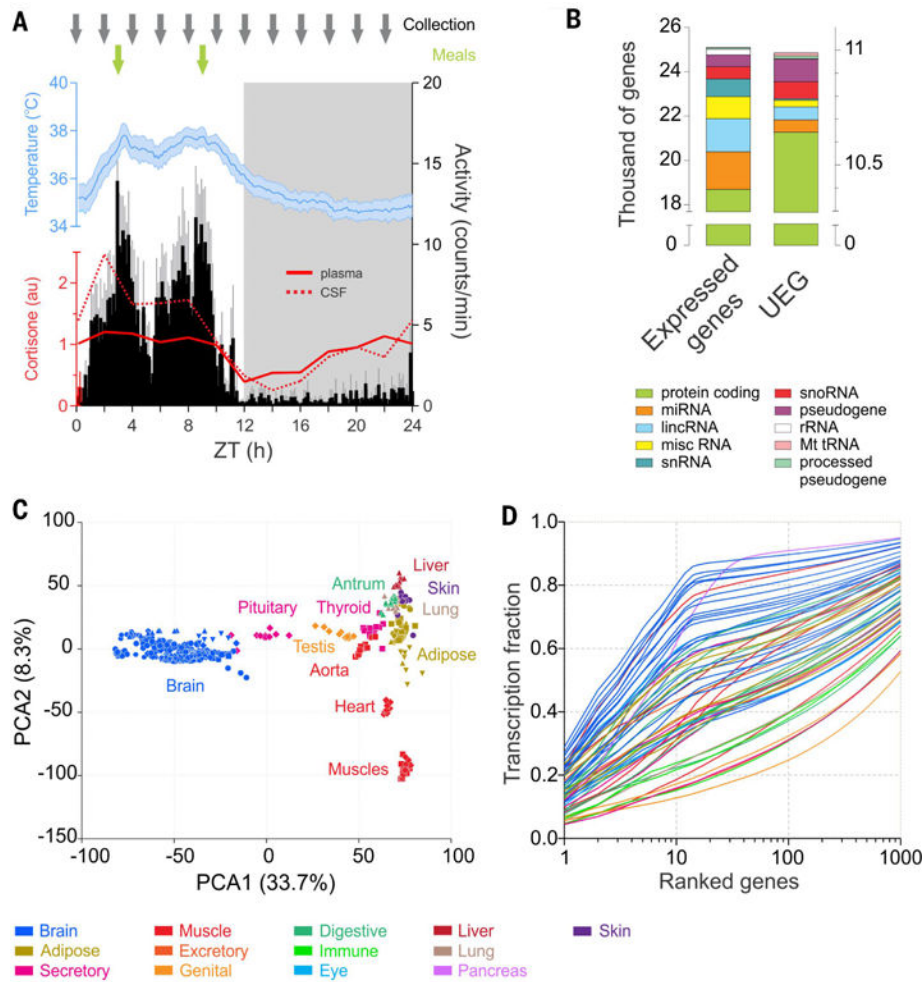 A
Collection
Meals
Temperature (°C)
38
36
34
20
15
10
5
0
Activity (counts/min)
Cortisone (au)
2
1
0
plasma
CSF
0 4 8 12 16 20 24
ZT (h)
B
Thousand of genes
26
24
22
20
18
0
11
10.5
0
Expressed genes
UEG
protein coding
miRNA
lincRNA
misc RNA
snRNA
snoRNA
pseudogene
rRNA
Mt tRNA
processed
pseudogene
C
PCA2 (8.3%)
100
50
0
-50
-100
-150
Liver
Antrum
Skin
Pituitary
Thyroid
Lung
Testis
Adipose
Aorta
Brain
Heart
Muscles
-100 -50 0 50 100
PCA1 (33.7%)
D
Transcription fraction
1.0
0.8
0.6
0.4
0.2
0.0
1 10 100 1000
Ranked genes
Brain Muscle Digestive Liver Skin
Adipose Excretory Immune Lung
Secretory Genital Eye Pancreas